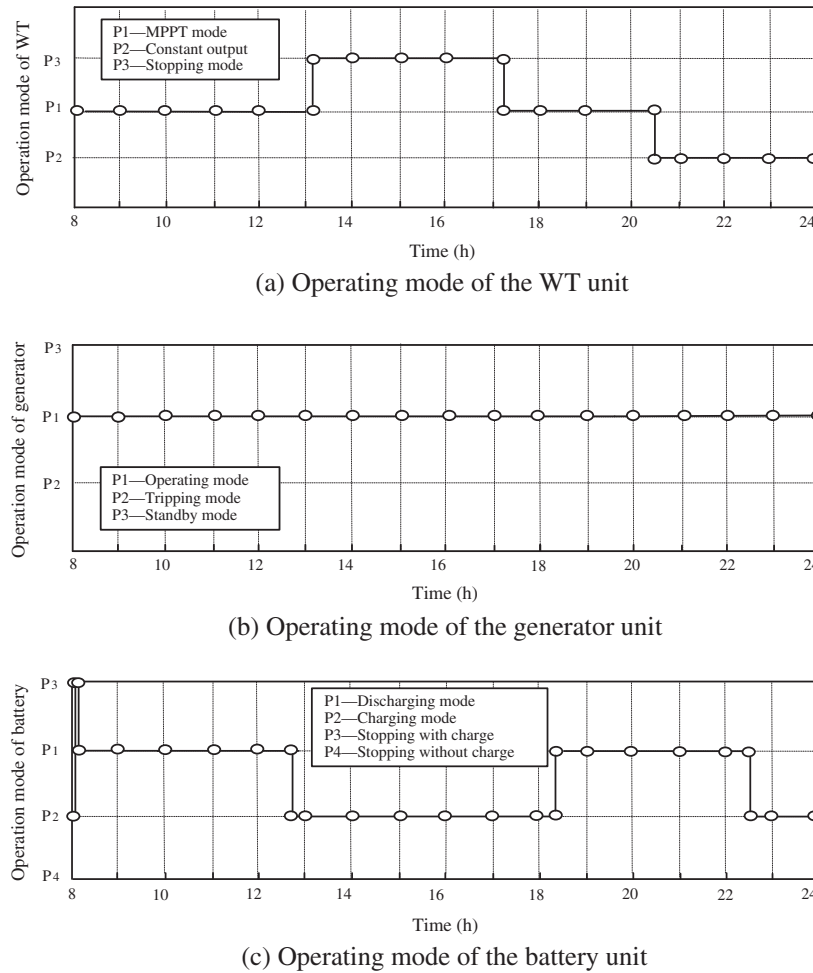 P1—MPPT mode
P2—Constant output
P3—Stopping mode
P3
P1
P2
Operation mode of WT
8 10 12 14 16 18 20 22 24
Time (h)
(a) Operating mode of the WT unit
P3
P1
P2
Operation mode of generator
P1—Operating mode
P2—Tripping mode
P3—Standby mode
8 10 12 14 16 18 20 22 24
Time (h)
(b) Operating mode of the generator unit
P3
P1
P2
P4
Operation mode of battery
P1—Discharging mode
P2—Charging mode
P3—Stopping with charge
P4—Stopping without charge
8 10 12 14 16 18 20 22 24
Time (h)
(c) Operating mode of the battery unit